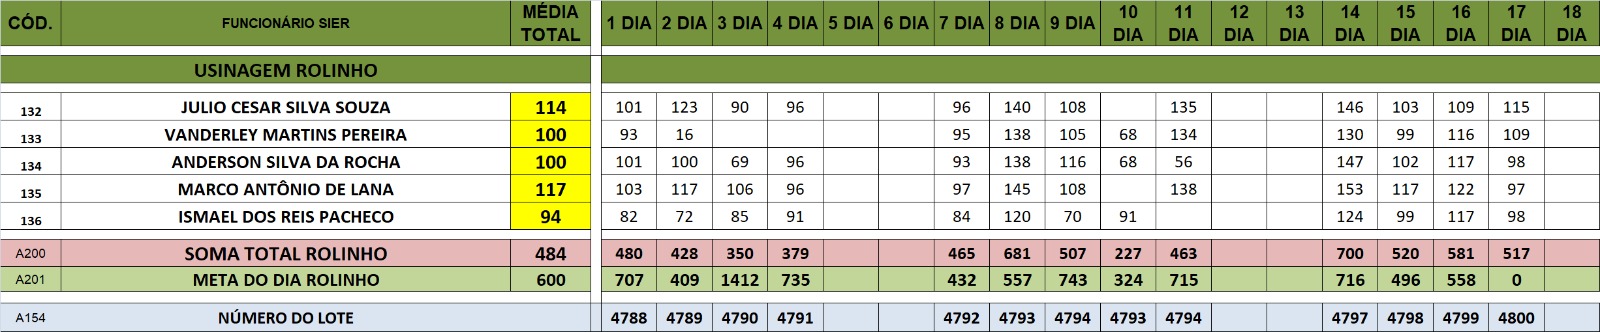 CÓD. FUNCIONÁRIO SIER MÉDIA TOTAL 1 DIA 2 DIA 3 DIA 4 DIA 5 DIA 6 DIA 7 DIA 8 DIA 9 DIA 10 DIA 11 DIA 12 DIA 13 DIA 14 DIA 15 DIA 16 DIA 17 DIA 18 DIA
USINAGEM ROLINHO
132 JULIO CESAR SILVA SOUZA 114 101 123 90 96 96 140 108 135 146 103 109 115
133 VANDERLEY MARTINS PEREIRA 100 93 16 95 138 105 68 134 130 99 116 109
134 ANDERSON SILVA DA ROCHA 100 101 100 69 96 93 138 116 68 56 147 102 117 98
135 MARCO ANTÔNIO DE LANA 117 103 117 106 96 97 145 108 138 153 117 122 97
136 ISMAEL DOS REIS PACHECO 94 82 72 85 91 84 120 70 91 124 99 117 98
A200 SOMA TOTAL ROLINHO 484 480 428 350 379 465 681 507 227 463 700 520 581 517
A201 META DO DIA ROLINHO 600 707 409 1412 735 432 557 743 324 715 716 496 558 0
A154 NÚMERO DO LOTE 4788 4789 4790 4791 4792 4793 4794 4793 4794 4797 4798 4799 4800